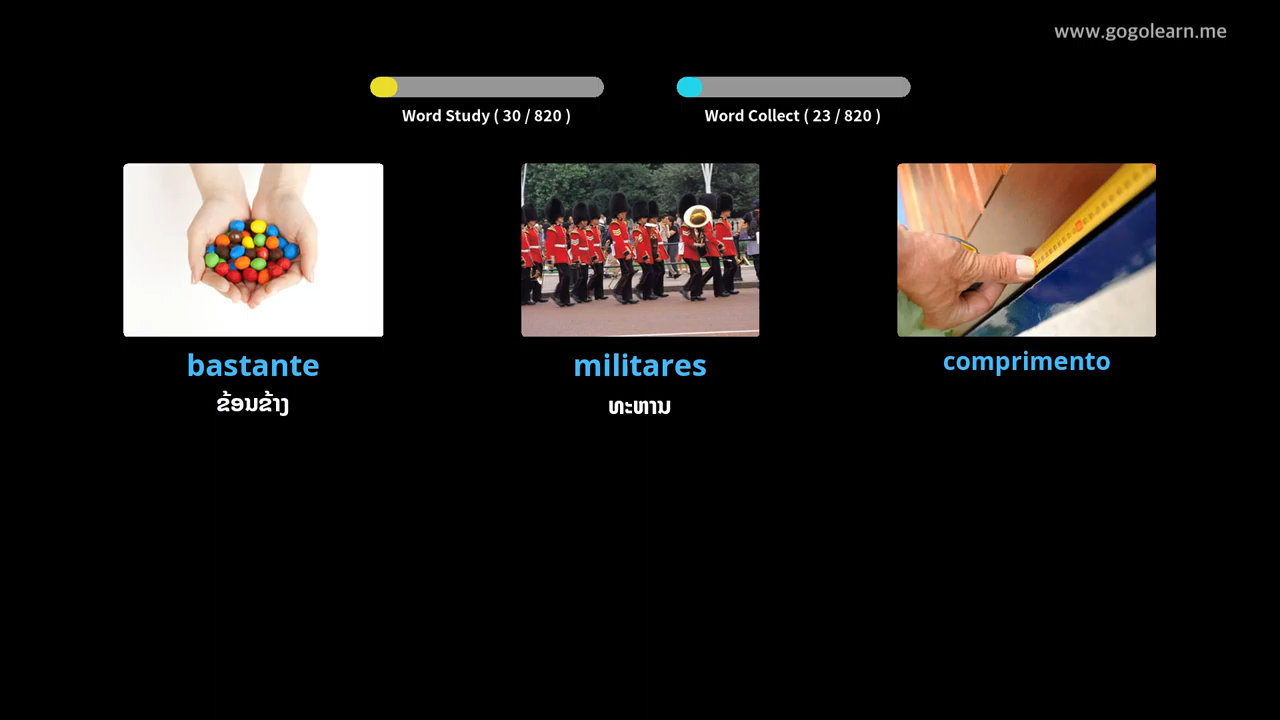 www.gogolearn.me
Word Study ( 30 / 820 )
Word Collect ( 23 / 820 )
bastante
ຂ້ອນຂ້າງ
militares
ທະຫານ
comprimento